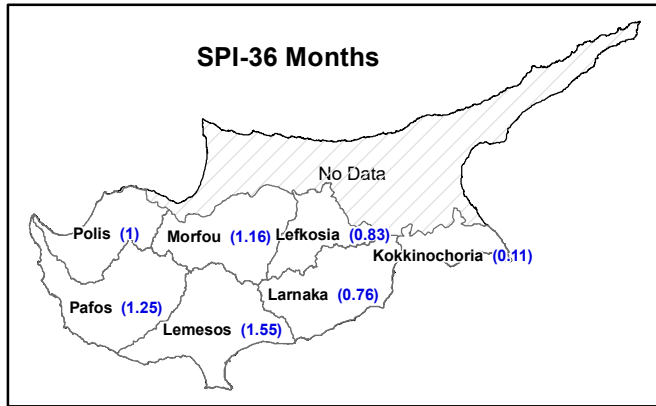 SPI-36 Months
No Data
Polis (1)
Morfou (1.16)
Lefkosia (0.83)
Kokkinochoria (0.11)
Pafos (1.25)
Larnaka (0.76)
Lemesos (1.55)